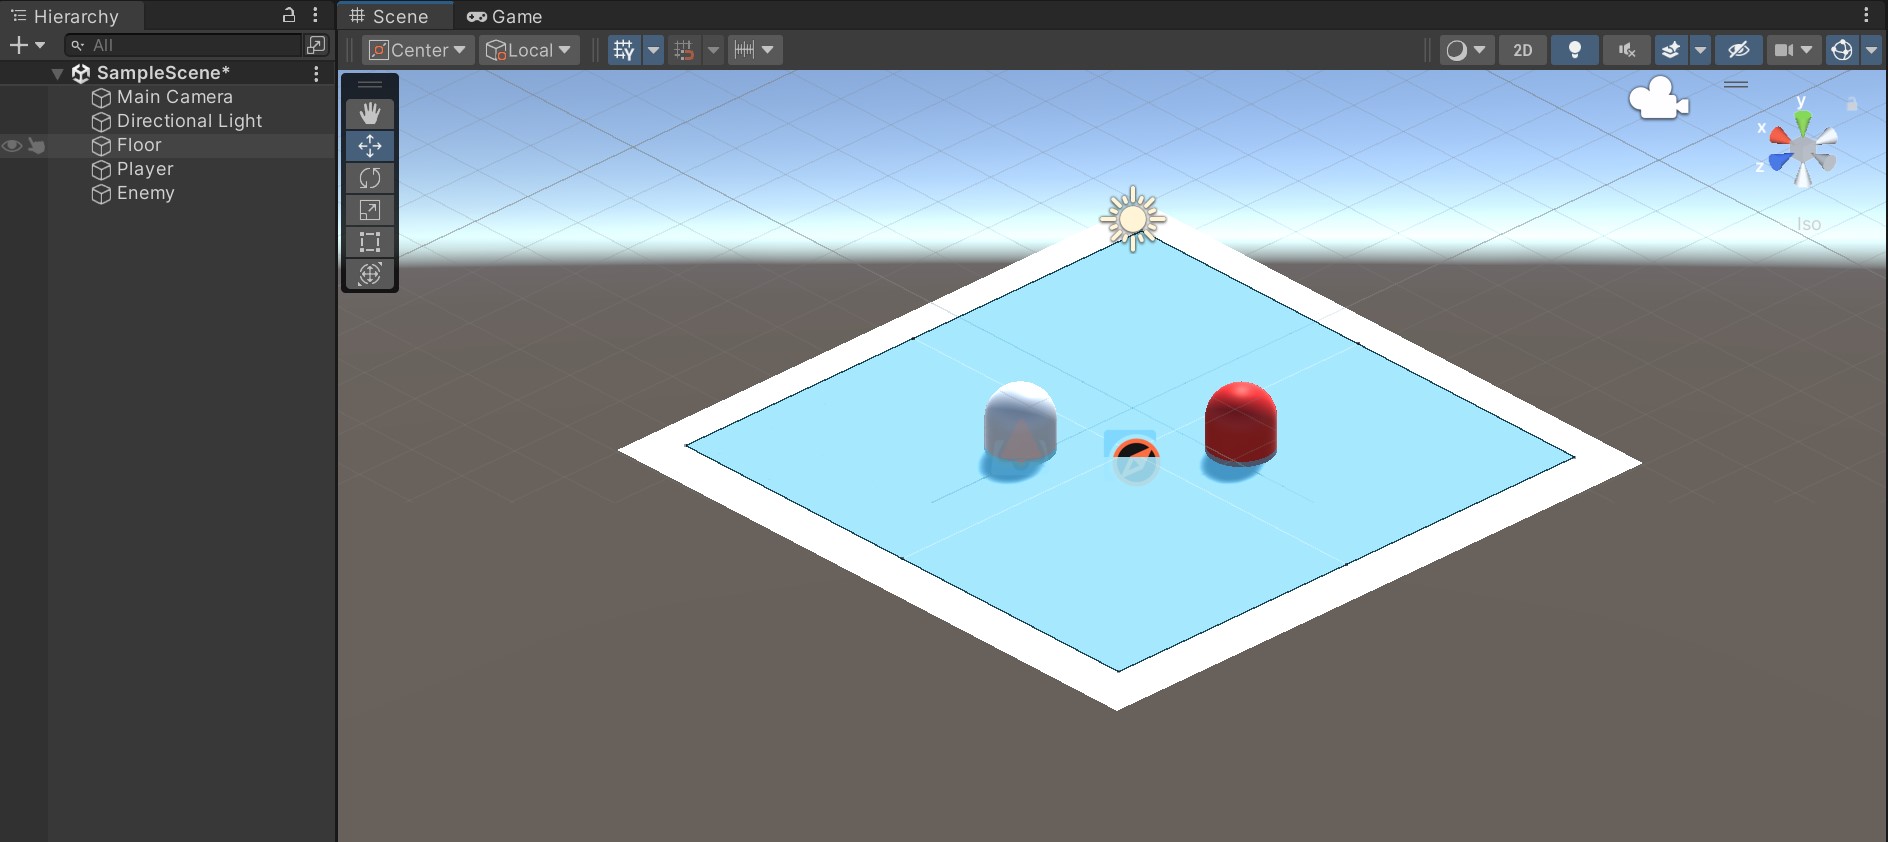 Hierarchy
All
SampleScene*
Main Camera
Directional Light
Floor
Player
Enemy
Scene
Game
Center
Local
2D
y
x
z
Iso